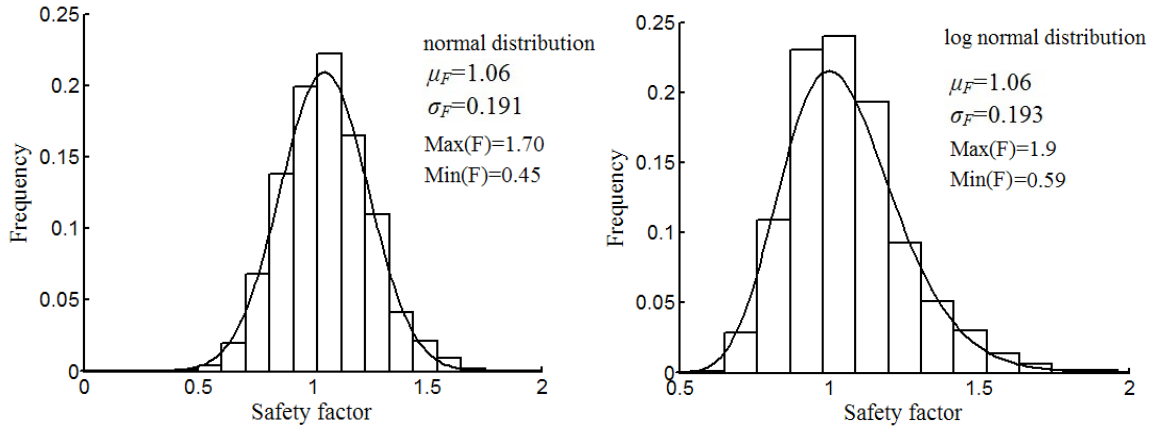 0.25
0.2
0.15
0.1
0.05
0
0 0.5 1 1.5 2
Frequency
Safety factor
normal distribution
μF=1.06
σF=0.191
Max(F)=1.70
Min(F)=0.45
0.25
0.2
0.15
0.1
0.05
0
0.5 1 1.5 2
Frequency
Safety factor
log normal distribution
μF=1.06
σF=0.193
Max(F)=1.9
Min(F)=0.59